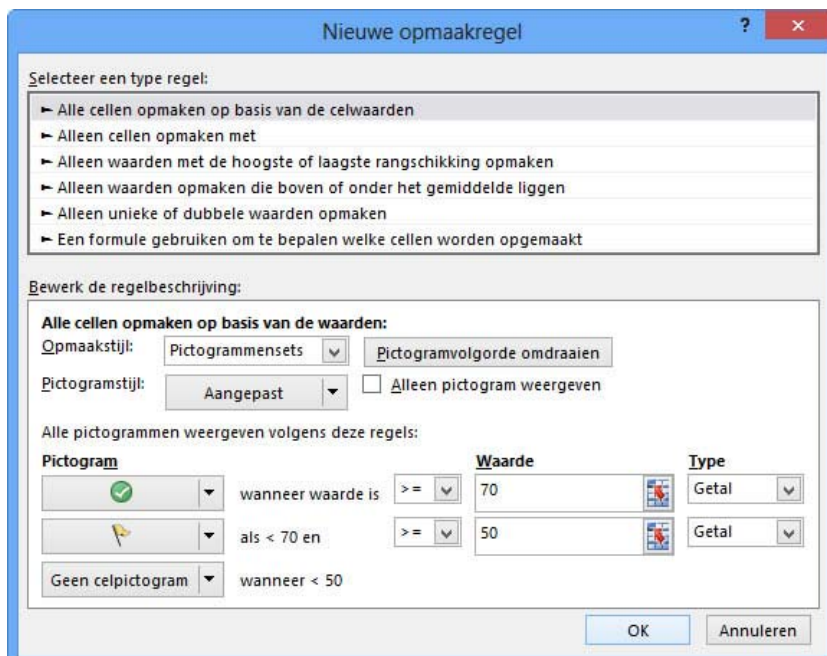 Nieuwe opmaakregel ?
Selecteer een type regel:
► Alle cellen opmaken op basis van de celwaarden
► Alleen cellen opmaken met
► Alleen waarden met de hoogste of laagste rangschikking opmaken
► Alleen waarden opmaken die boven of onder het gemiddelde liggen
► Alleen unieke of dubbele waarden opmaken
► Een formule gebruiken om te bepalen welke cellen worden opgemaakt
Bewerk de regelbeschrijving:
Alle cellen opmaken op basis van de waarden:
Opmaakstijl: Pictogrammensets Pictogramvolgorde omdraaien
Pictogramstijl: Aangepast Alleen pictogram weergeven
Alle pictogrammen weergeven volgens deze regels:
Pictogram Waarde Type
wanneer waarde is >= 70 Getal
als < 70 en >= 50 Getal
Geen celpictogram wanneer < 50
OK Annuleren